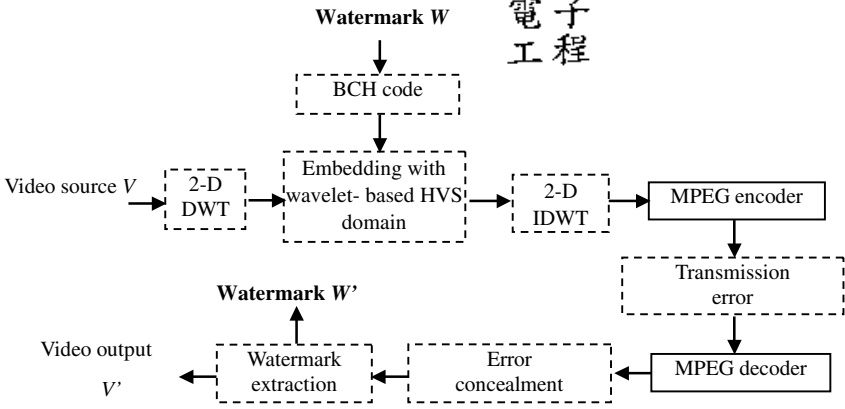 Watermark W
電子
工程
BCH code
Video source V
2-D
DWT
Embedding with
wavelet- based HVS
domain
2-D
IDWT
MPEG encoder
Transmission
error
Watermark W’
Video output
V’
Watermark
extraction
Error
concealment
MPEG decoder